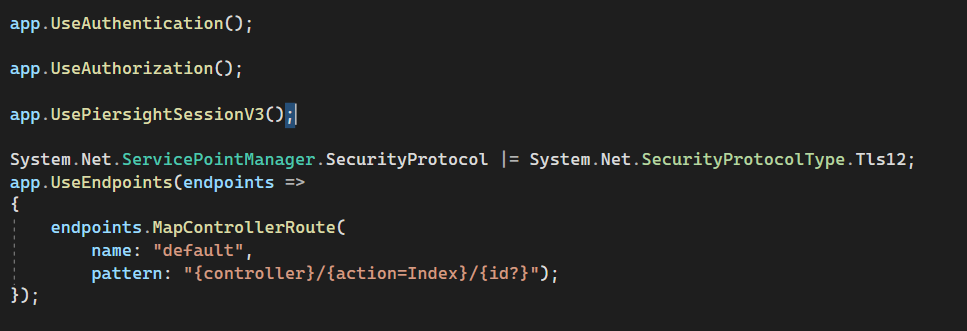 app.UseAuthentication();
app.UseAuthorization();
app.UsePiersightSessionV3();
System.Net.ServicePointManager.SecurityProtocol |= System.Net.SecurityProtocolType.Tls12;
app.UseEndpoints(endpoints =>
{
    endpoints.MapControllerRoute(
        name: "default",
        pattern: "{controller}/{action=Index}/{id?}");
});